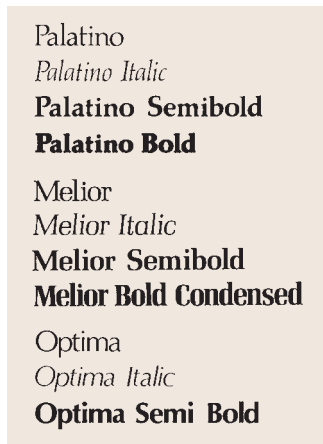 Palatino
Palatino Italic
Palatino Semibold
Palatino Bold
Melior
Melior Italic
Melior Semibold
Melior Bold Condensed
Optima
Optima Italic
Optima Semi Bold